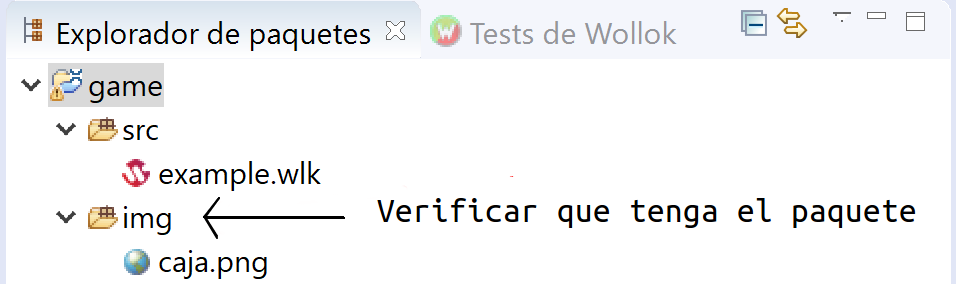 Explorador de paquetes Tests de Wollok
game
src
example.wlk
img Verificar que tenga el paquete
caja.png